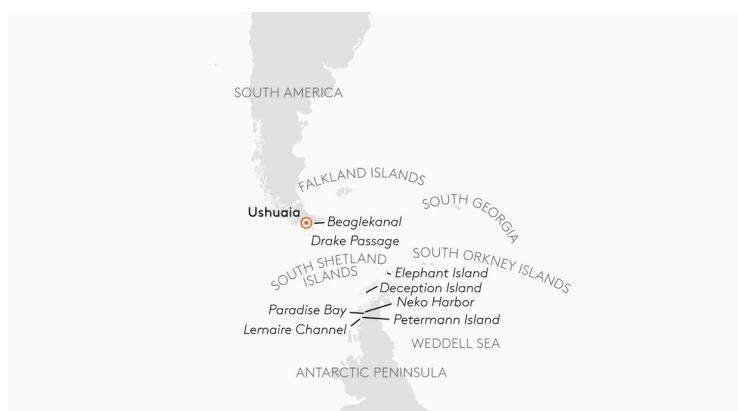 SOUTH AMERICA
FALKLAND ISLANDS
SOUTH GEORGIA
Ushuaia
Beaglekanal
Drake Passage
SOUTH SHETLAND
ISLANDS
SOUTH ORKNEY ISLANDS
Elephant Island
Deception Island
Neko Harbor
Paradise Bay
Petermann Island
Lemaire Channel
WEDDELL SEA
ANTARCTIC PENINSULA